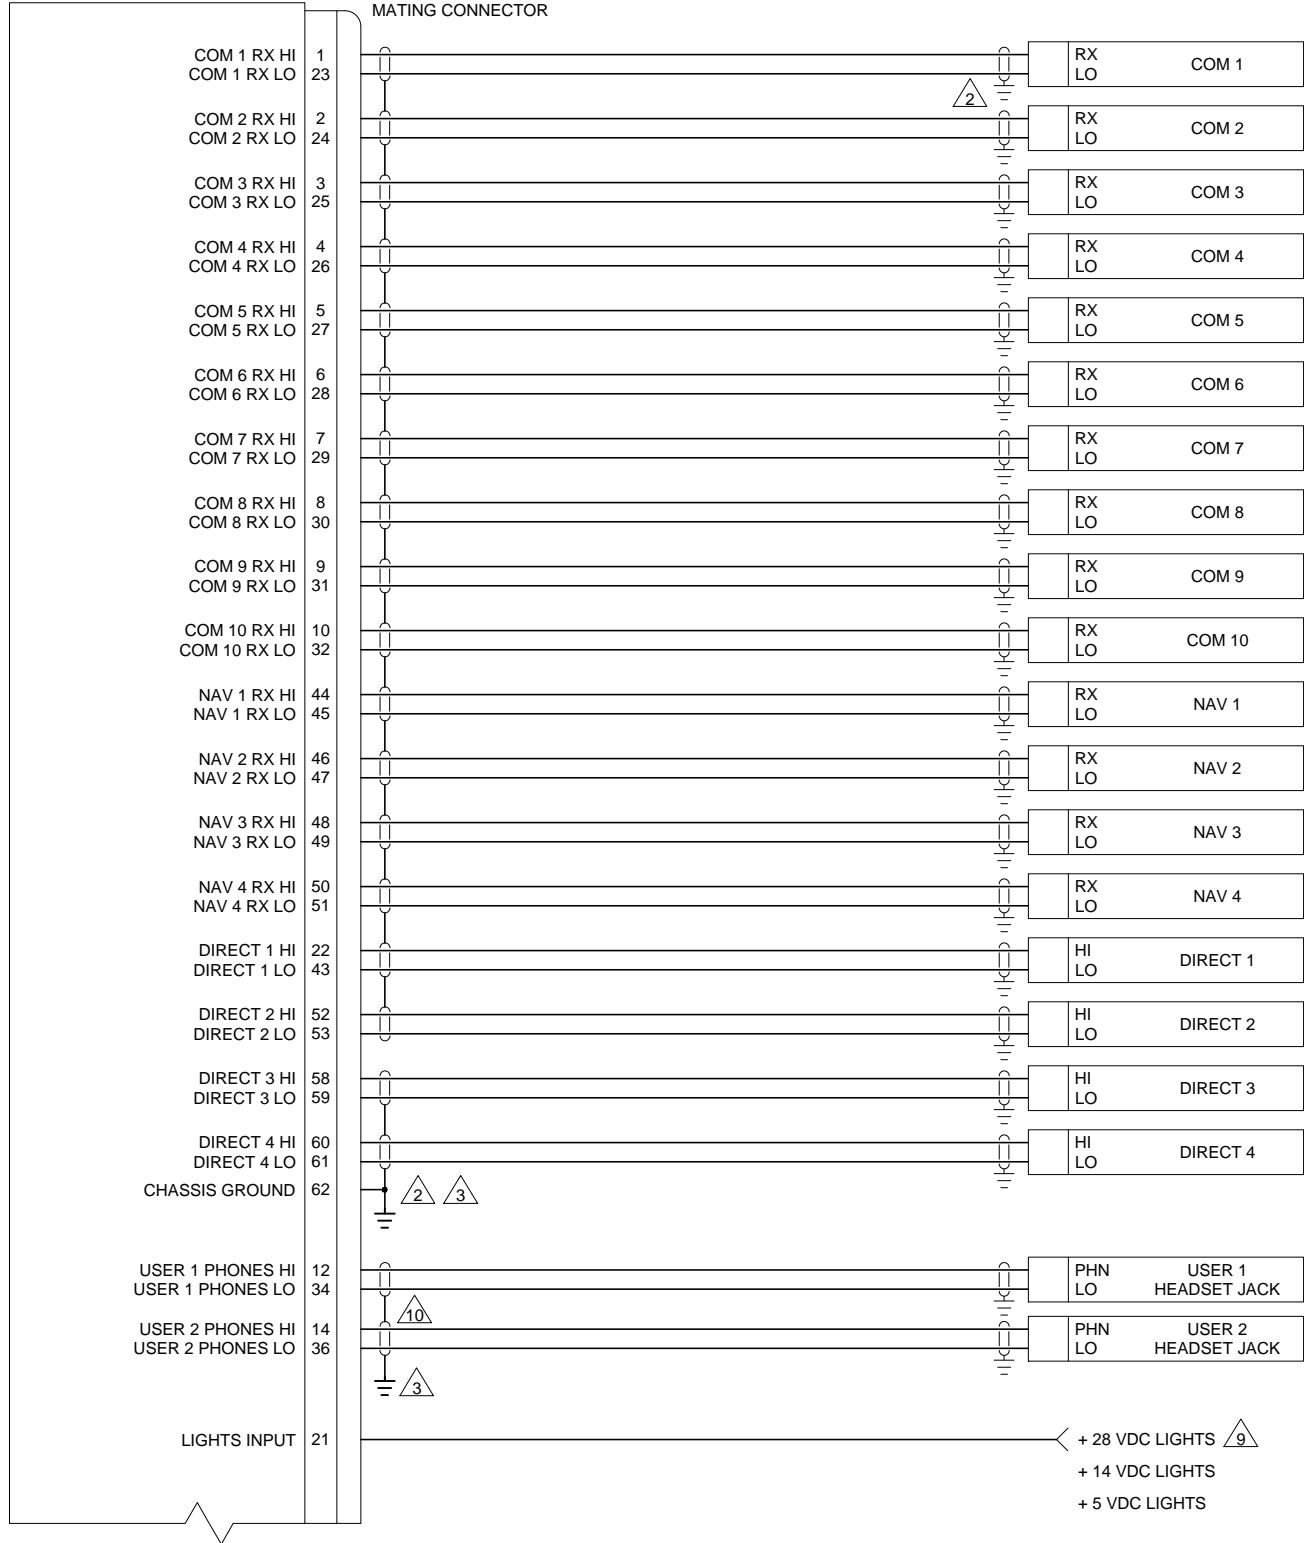 MATING CONNECTOR
COM 1 RX HI 1 RX COM 1
COM 1 RX LO 23 LO
2
COM 2 RX HI 2 RX COM 2
COM 2 RX LO 24 LO
COM 3 RX HI 3 RX COM 3
COM 3 RX LO 25 LO
COM 4 RX HI 4 RX COM 4
COM 4 RX LO 26 LO
COM 5 RX HI 5 RX COM 5
COM 5 RX LO 27 LO
COM 6 RX HI 6 RX COM 6
COM 6 RX LO 28 LO
COM 7 RX HI 7 RX COM 7
COM 7 RX LO 29 LO
COM 8 RX HI 8 RX COM 8
COM 8 RX LO 30 LO
COM 9 RX HI 9 RX COM 9
COM 9 RX LO 31 LO
COM 10 RX HI 10 RX COM 10
COM 10 RX LO 32 LO
NAV 1 RX HI 44 RX NAV 1
NAV 1 RX LO 45 LO
NAV 2 RX HI 46 RX NAV 2
NAV 2 RX LO 47 LO
NAV 3 RX HI 48 RX NAV 3
NAV 3 RX LO 49 LO
NAV 4 RX HI 50 RX NAV 4
NAV 4 RX LO 51 LO
DIRECT 1 HI 22 HI DIRECT 1
DIRECT 1 LO 43 LO
DIRECT 2 HI 52 HI DIRECT 2
DIRECT 2 LO 53 LO
DIRECT 3 HI 58 HI DIRECT 3
DIRECT 3 LO 59 LO
DIRECT 4 HI 60 HI DIRECT 4
DIRECT 4 LO 61 LO
CHASSIS GROUND 62 2 3
USER 1 PHONES HI 12 PHN USER 1
USER 1 PHONES LO 34 LO HEADSET JACK
10
USER 2 PHONES HI 14 PHN USER 2
USER 2 PHONES LO 36 LO HEADSET JACK
3
LIGHTS INPUT 21 + 28 VDC LIGHTS 9
+ 14 VDC LIGHTS
+ 5 VDC LIGHTS